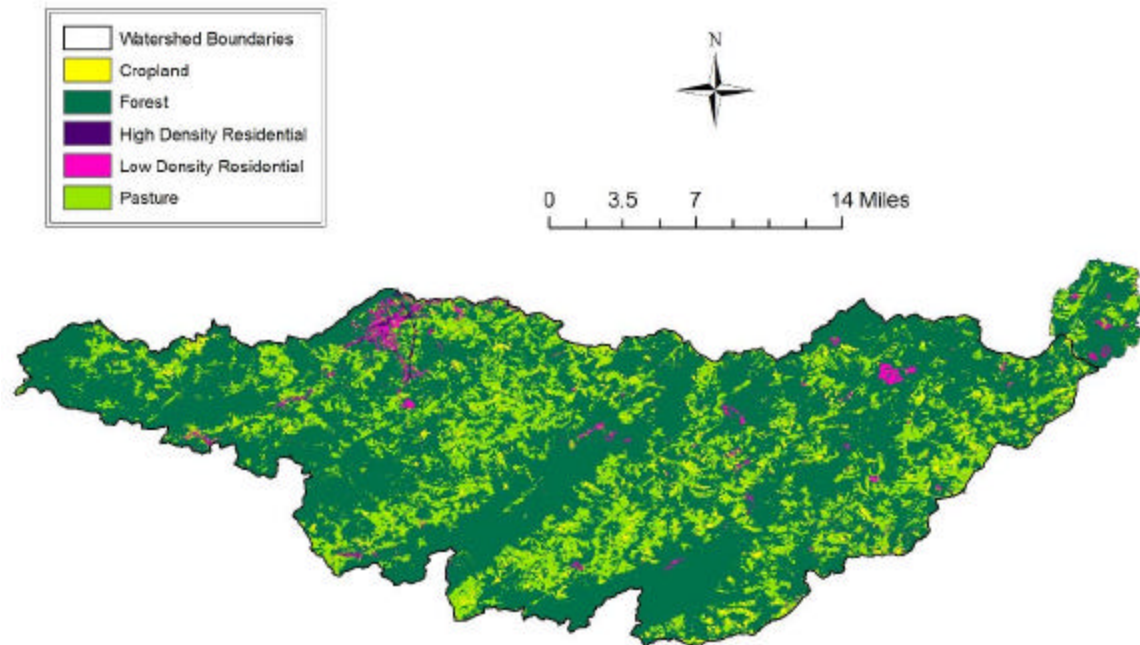 Watershed Boundaries
Cropland
Forest
High Density Residential
Low Density Residential
Pasture
N
0 3.5 7 14 Miles